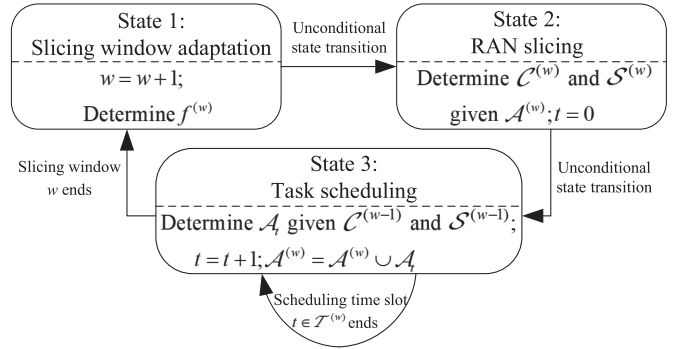 State 1:
Slicing window adaptation
w = w + 1;
Determine f^(w)
Unconditional
state transition
State 2:
RAN slicing
Determine 𝒞^(w) and 𝒮^(w)
given 𝒜^(w); t = 0
Slicing window
w ends
State 3:
Task scheduling
Determine 𝒜_t given 𝒞^(w−1) and 𝒮^(w−1);
t = t + 1; 𝒜^(w) = 𝒜^(w) ∪ 𝒜_t
Unconditional
state transition
Scheduling time slot
t ∈ 𝒯^(w) ends